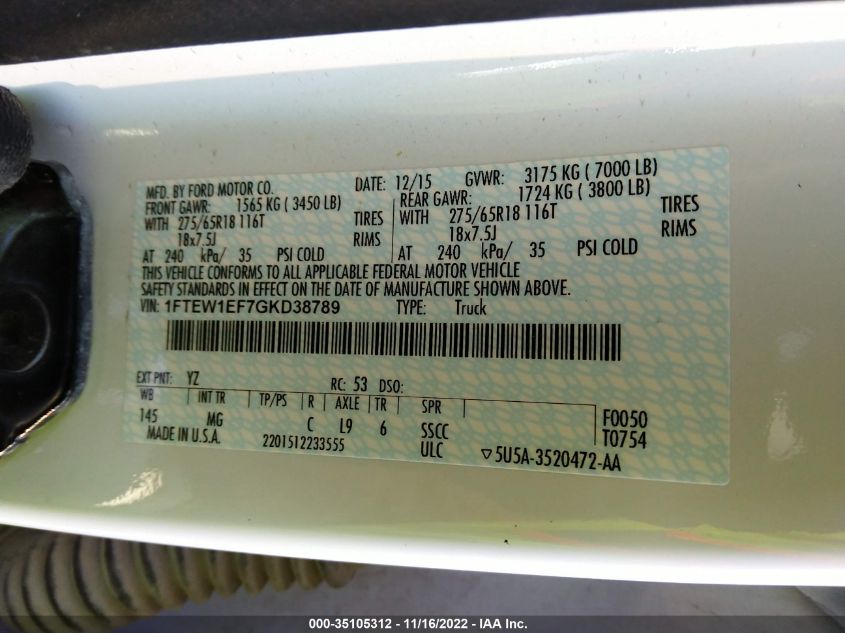 MFD. BY FORD MOTOR CO. DATE: 12/15 GVWR: 3175 KG ( 7000 LB)
FRONT GAWR: 1565 KG ( 3450 LB) REAR GAWR: 1724 KG ( 3800 LB)
WITH 275/65R18 116T TIRES WITH 275/65R18 116T TIRES
18x7.5J RIMS 18x7.5J RIMS
AT 240 kPa/ 35 PSI COLD AT 240 kPa/ 35 PSI COLD
THIS VEHICLE CONFORMS TO ALL APPLICABLE FEDERAL MOTOR VEHICLE
SAFETY STANDARDS IN EFFECT ON THE DATE OF MANUFACTURE SHOWN ABOVE.
VIN: 1FTEW1EF7GKD38789 TYPE: Truck
EXT PNT: YZ RC: 53 DSO:
WB INT TR TP/PS R AXLE TR SPR F0050
145 MG C L9 6 SSCC T0754
MADE IN U.S.A. 2201512233555 ULC ▽5U5A-3520472-AA
000-35105312 - 11/16/2022 - IAA Inc.